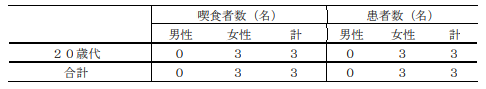 喫食者数（名） 患者数（名）
男性 女性 計 男性 女性 計
２０歳代 ０ ３ ３ ０ ３ ３
合計 ０ ３ ３ ０ ３ ３